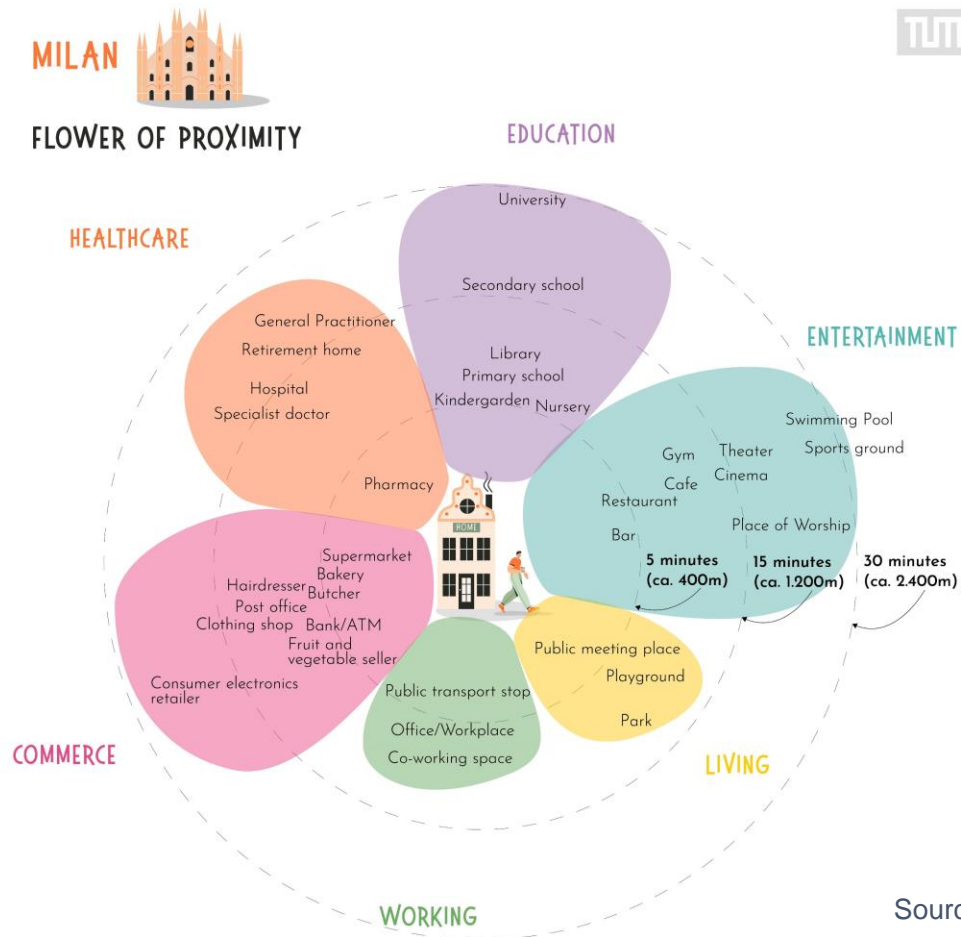 MILAN
FLOWER OF PROXIMITY
EDUCATION
University
Secondary school
Library
Primary school
Kindergarden
Nursery
HEALTHCARE
General Practitioner
Retirement home
Hospital
Specialist doctor
Pharmacy
ENTERTAINMENT
Swimming Pool
Sports ground
Gym
Theater
Cinema
Cafe
Restaurant
Place of Worship
Bar
5 minutes
(ca. 400m)
15 minutes
(ca. 1.200m)
30 minutes
(ca. 2.400m)
HOME
Supermarket
Bakery
Hairdresser
Butcher
Post office
Clothing shop
Bank/ATM
Fruit and
vegetable seller
Consumer electronics
retailer
COMMERCE
Public transport stop
Office/Workplace
Co-working space
WORKING
Public meeting place
Playground
Park
LIVING